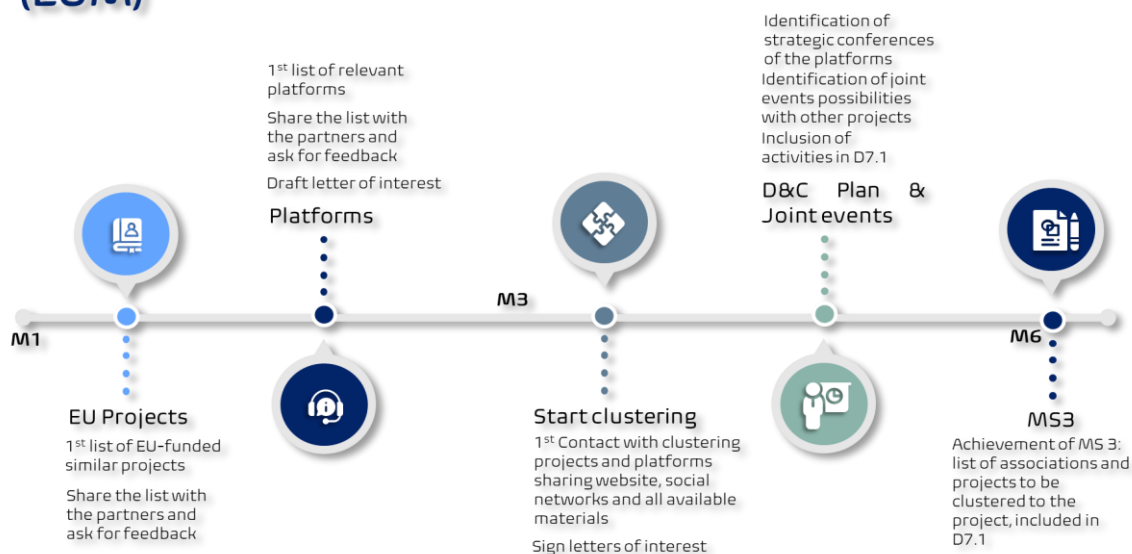 (EUM)
1st list of relevant
platforms
Share the list with
the partners and
ask for feedback
Draft letter of interest
Platforms
Identification of
strategic conferences
of the platforms
Identification of joint
events possibilities
with other projects
Inclusion of
activities in D7.1
D&C Plan &
Joint events
M1
M3
M6
EU Projects
1st list of EU-funded
similar projects
Share the list with
the partners and
ask for feedback
Start clustering
1st Contact with clustering
projects and platforms
sharing website, social
networks and all available
materials
Sign letters of interest
MS3
Achievement of MS 3:
list of associations and
projects to be
clustered to the
project, included in
D7.1